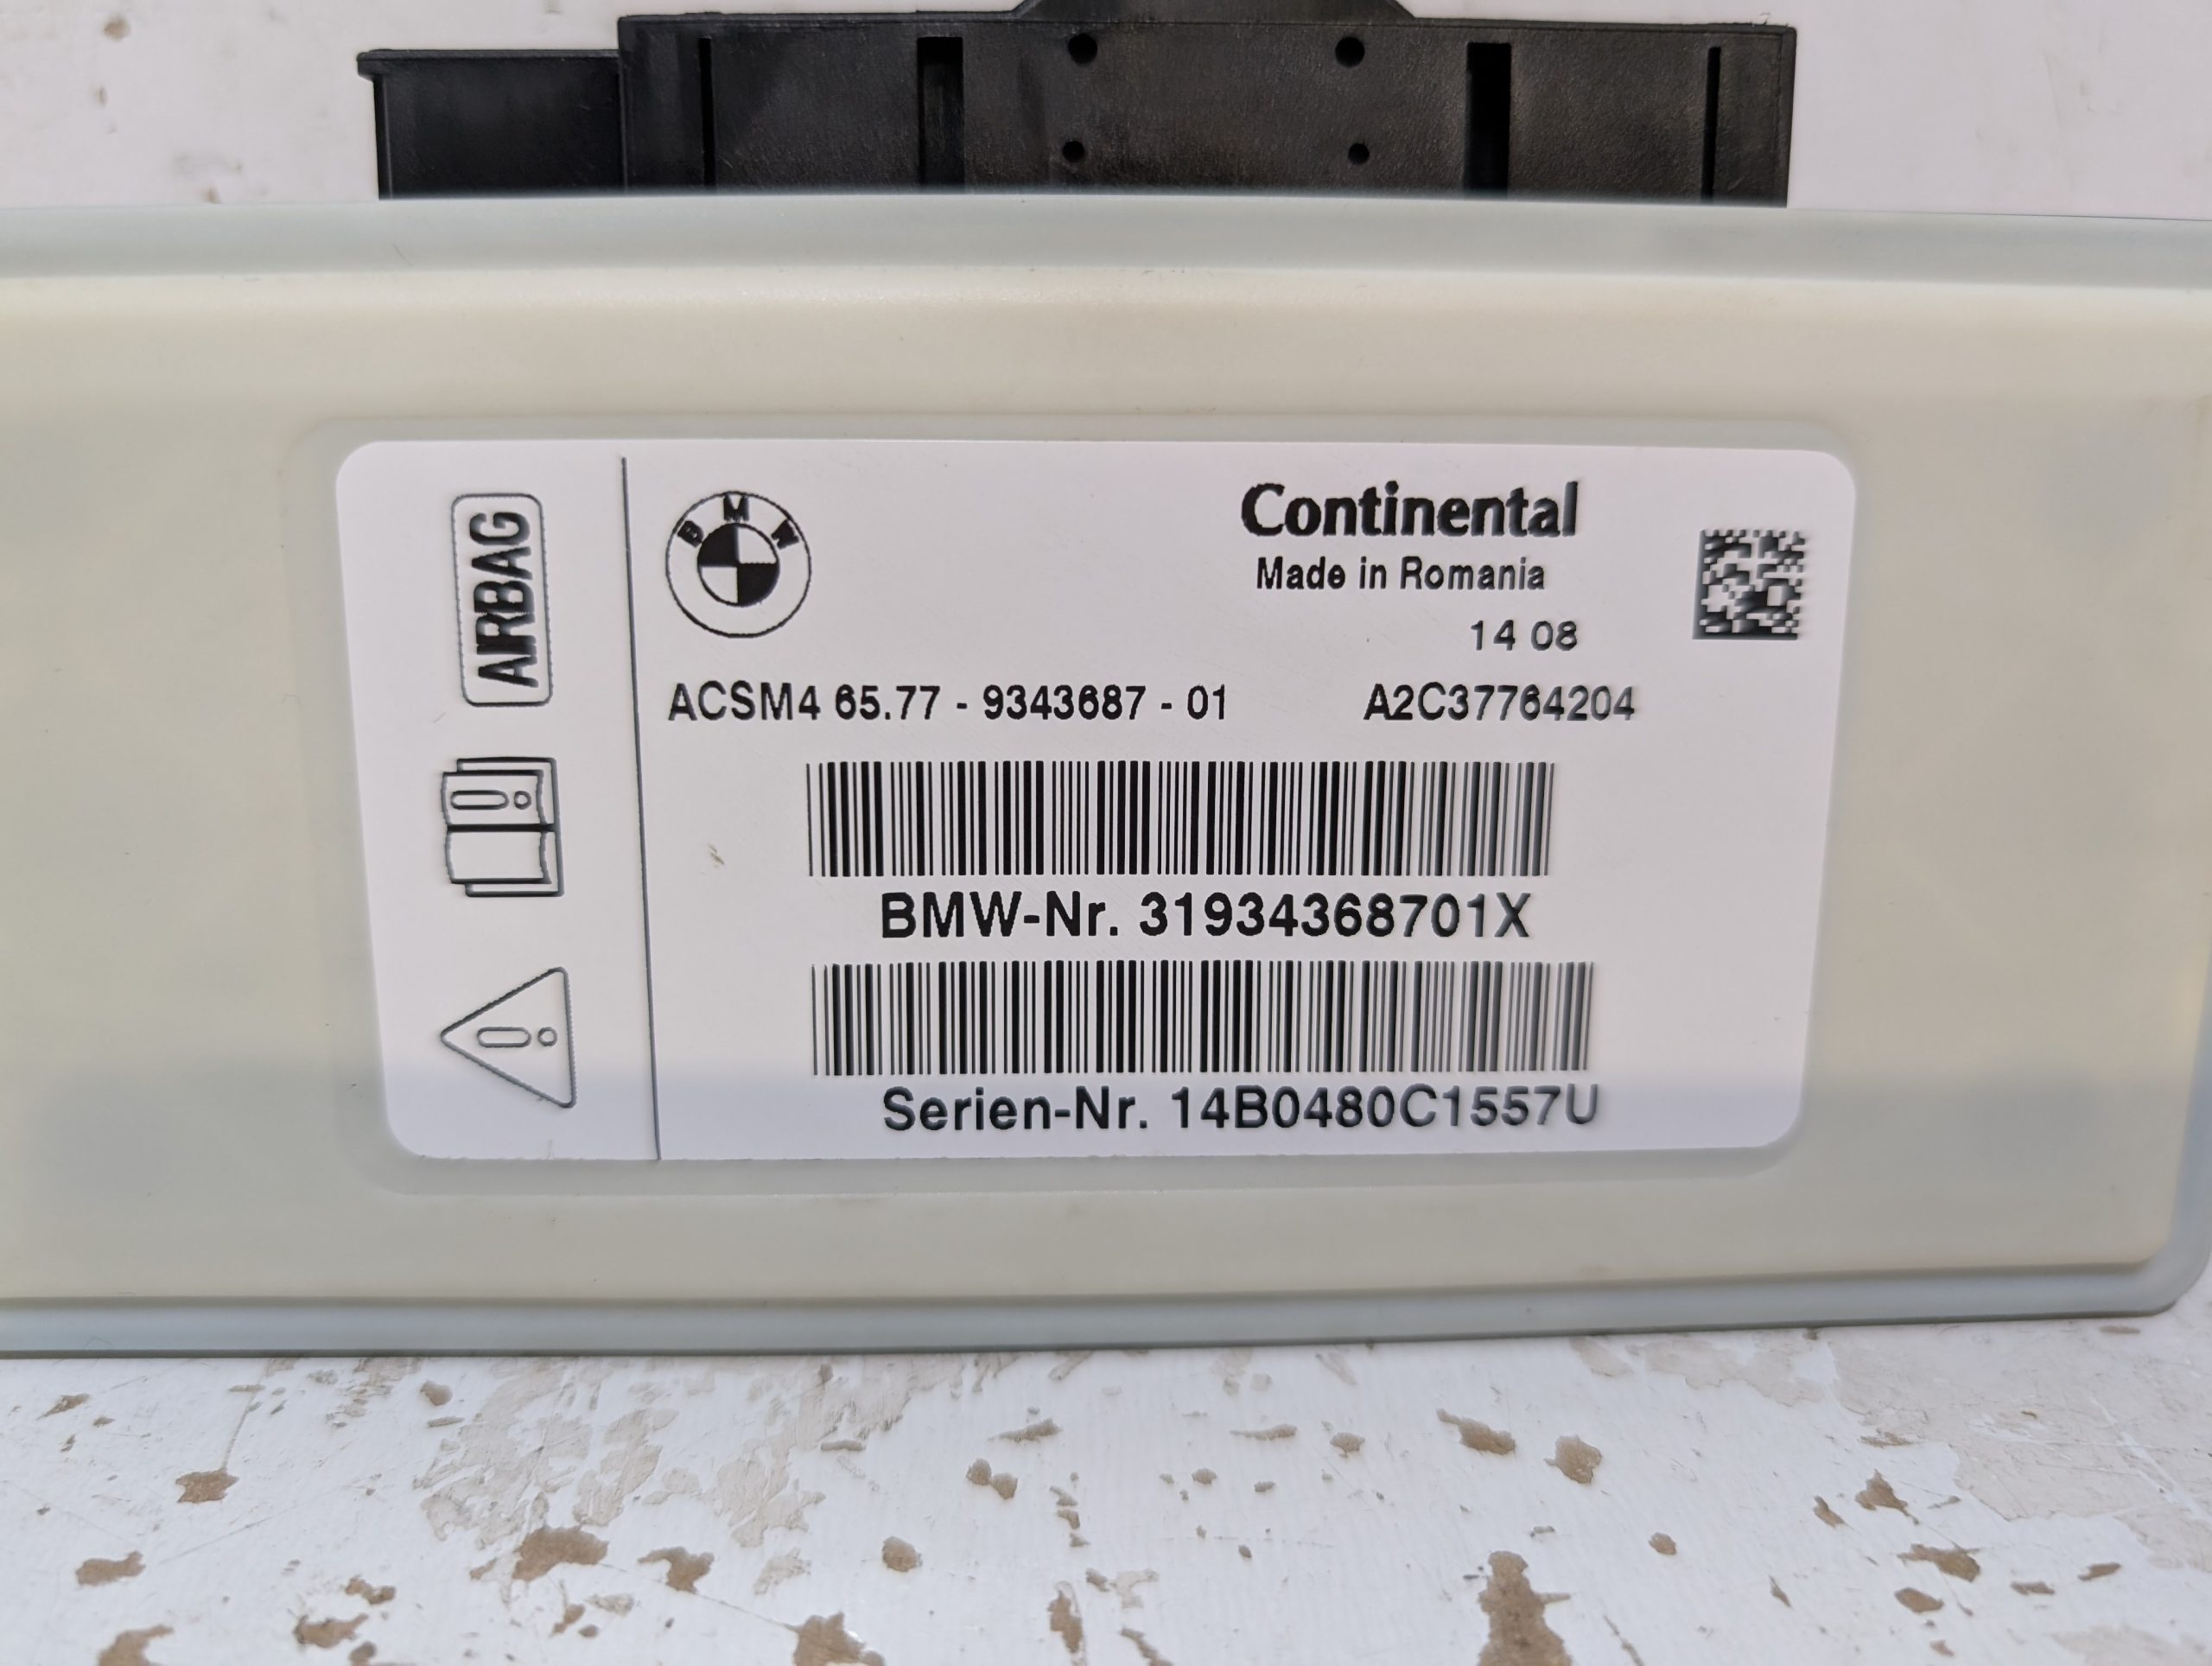 AIRBAG
BMW
Continental
Made in Romania
14 08
ACSM4 65.77 - 9343687 - 01 A2C37764204
BMW-Nr. 31934368701X
Serien-Nr. 14B0480C1557U